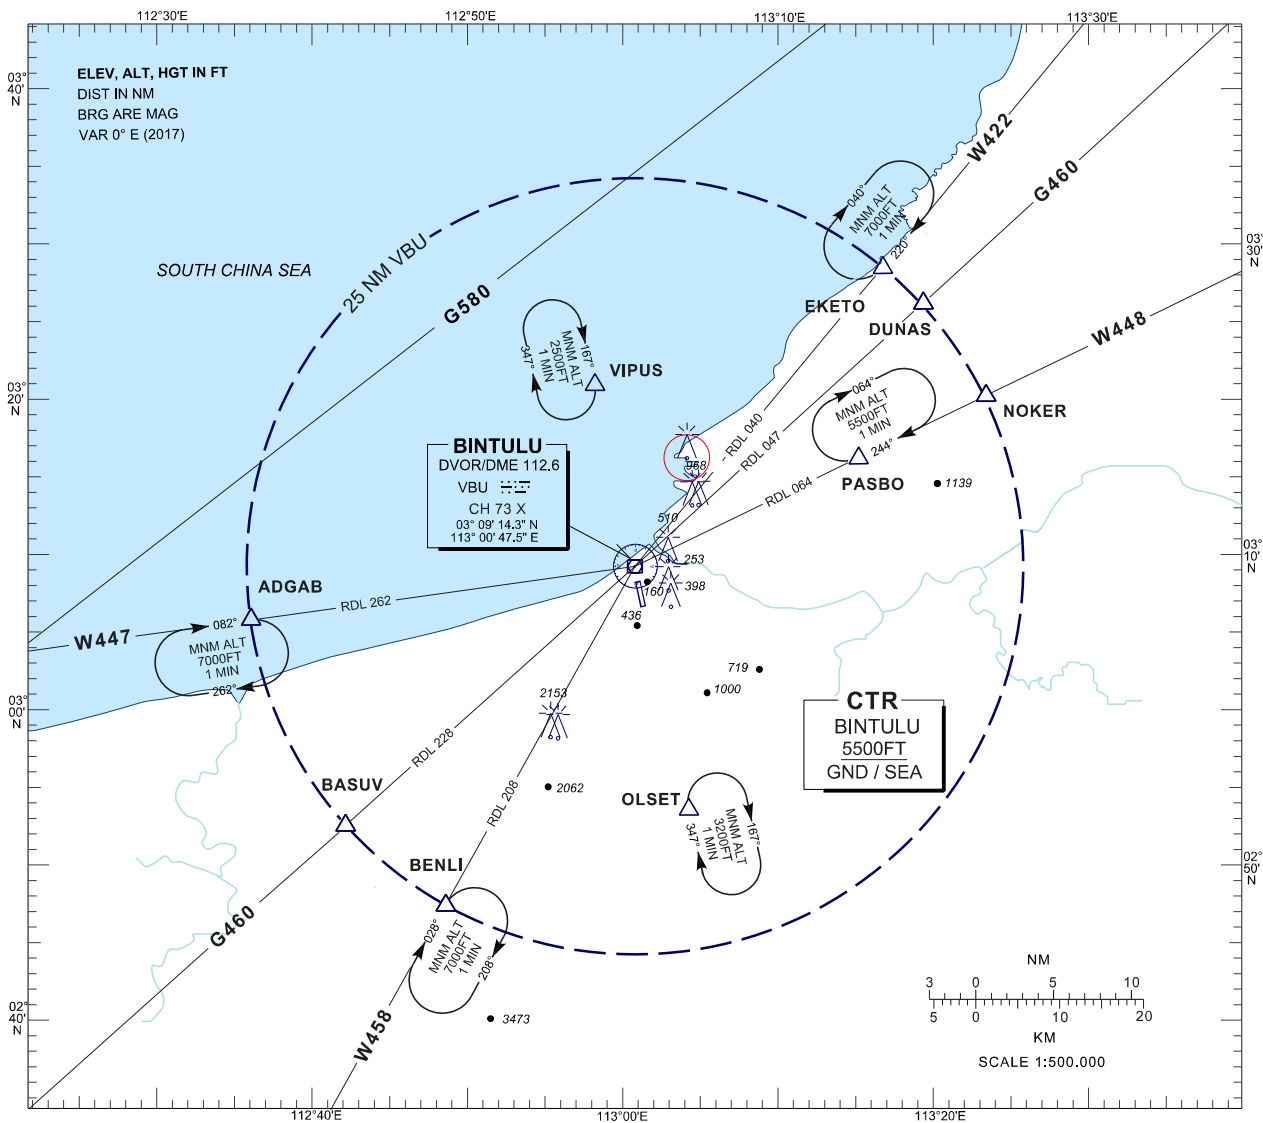 112°30'E
112°50'E
113°10'E
113°30'E
03°
40'
N
ELEV, ALT, HGT IN FT
DIST IN NM
BRG ARE MAG
VAR 0° E (2017)
W422
G460
040°
MNM ALT
7000FT
1 MIN
220°
25 NM VBU
SOUTH CHINA SEA
03°
30'
N
G580
EKETO
DUNAS
W448
167°
MNM ALT
2500FT
1 MIN
347°
VIPUS
03°
20'
N
064°
MNM ALT
5500FT
1 MIN
244°
NOKER
RDL 040
RDL 047
RDL 064
PASBO
1139
BINTULU
DVOR/DME 112.6
VBU
CH 73 X
03° 09' 14.3" N
113° 00' 47.5" E
968
510
253
398
160
436
03°
10'
N
ADGAB
RDL 262
W447
082°
MNM ALT
7000FT
1 MIN
262°
719
1000
03°
00'
N
2153
CTR
BINTULU
5500FT
GND / SEA
RDL 228
RDL 208
BASUV
2062
OLSET
167°
MNM ALT
3200FT
1 MIN
347°
02°
50'
N
BENLI
G460
028°
MNM ALT
7000FT
1 MIN
208°
3473
W458
02°
40'
N
NM
3 0 5 10
5 0 10 20
KM
SCALE 1:500.000
112°40'E
113°00'E
113°20'E